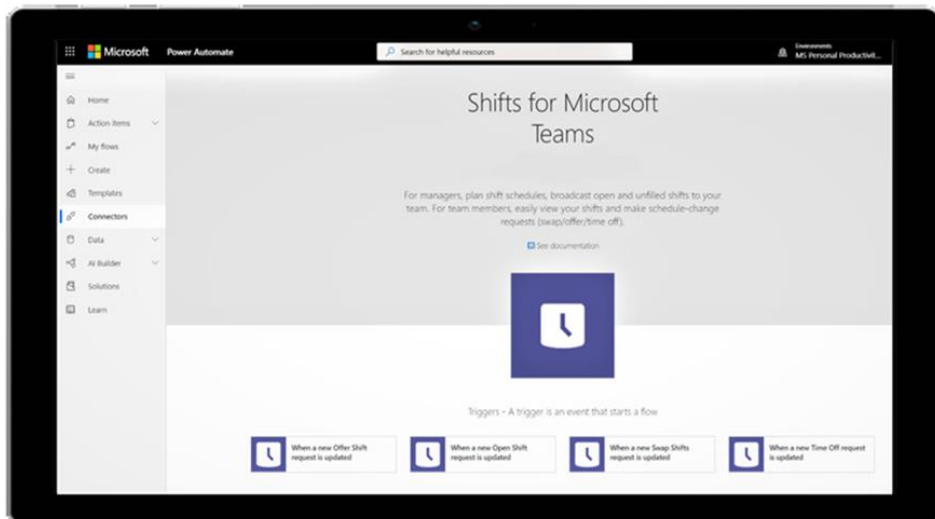 Microsoft Power Automate
Search for helpful resources
Environments
MS Personal Productivit...
Home
Action items
My flows
Create
Templates
Connectors
Data
AI Builder
Solutions
Learn
Shifts for Microsoft
Teams
For managers, plan shift schedules, broadcast open and unfilled shifts to your
team. For team members, easily view your shifts and make schedule-change
requests (swap/offer/time off).
See documentation
Triggers - A trigger is an event that starts a flow
When a new Offer Shift
request is updated
When a new Open Shift
request is updated
When a new Swap Shifts
request is updated
When a new Time Off request
is updated